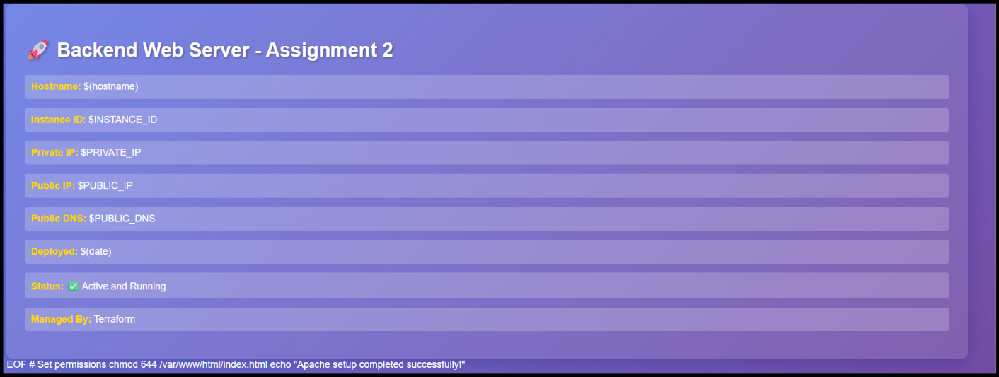 🚀 Backend Web Server - Assignment 2
Hostname: $(hostname)
Instance ID: $INSTANCE_ID
Private IP: $PRIVATE_IP
Public IP: $PUBLIC_IP
Public DNS: $PUBLIC_DNS
Deployed: $(date)
Status: ✅ Active and Running
Managed By: Terraform
EOF # Set permissions chmod 644 /var/www/html/index.html echo "Apache setup completed successfully!"